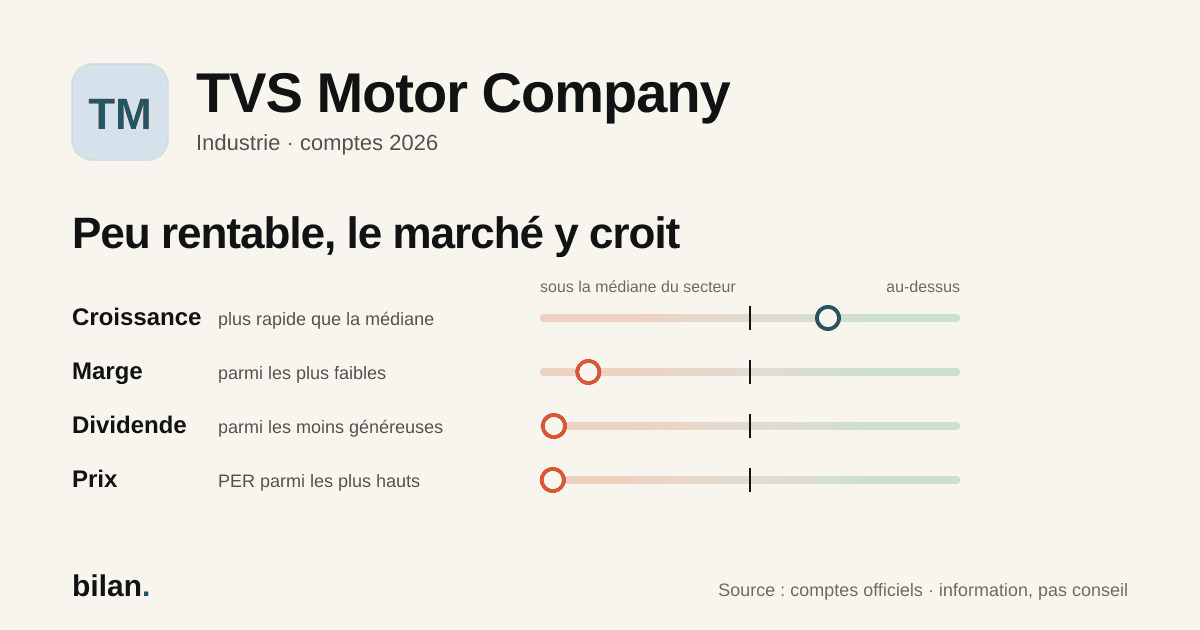 TM
TVS Motor Company
Industrie · comptes 2026
Peu rentable, le marché y croit
sous la médiane du secteur au-dessus
Croissance plus rapide que la médiane
Marge parmi les plus faibles
Dividende parmi les moins généreuses
Prix PER parmi les plus hauts
bilan.
Source : comptes officiels · information, pas conseil